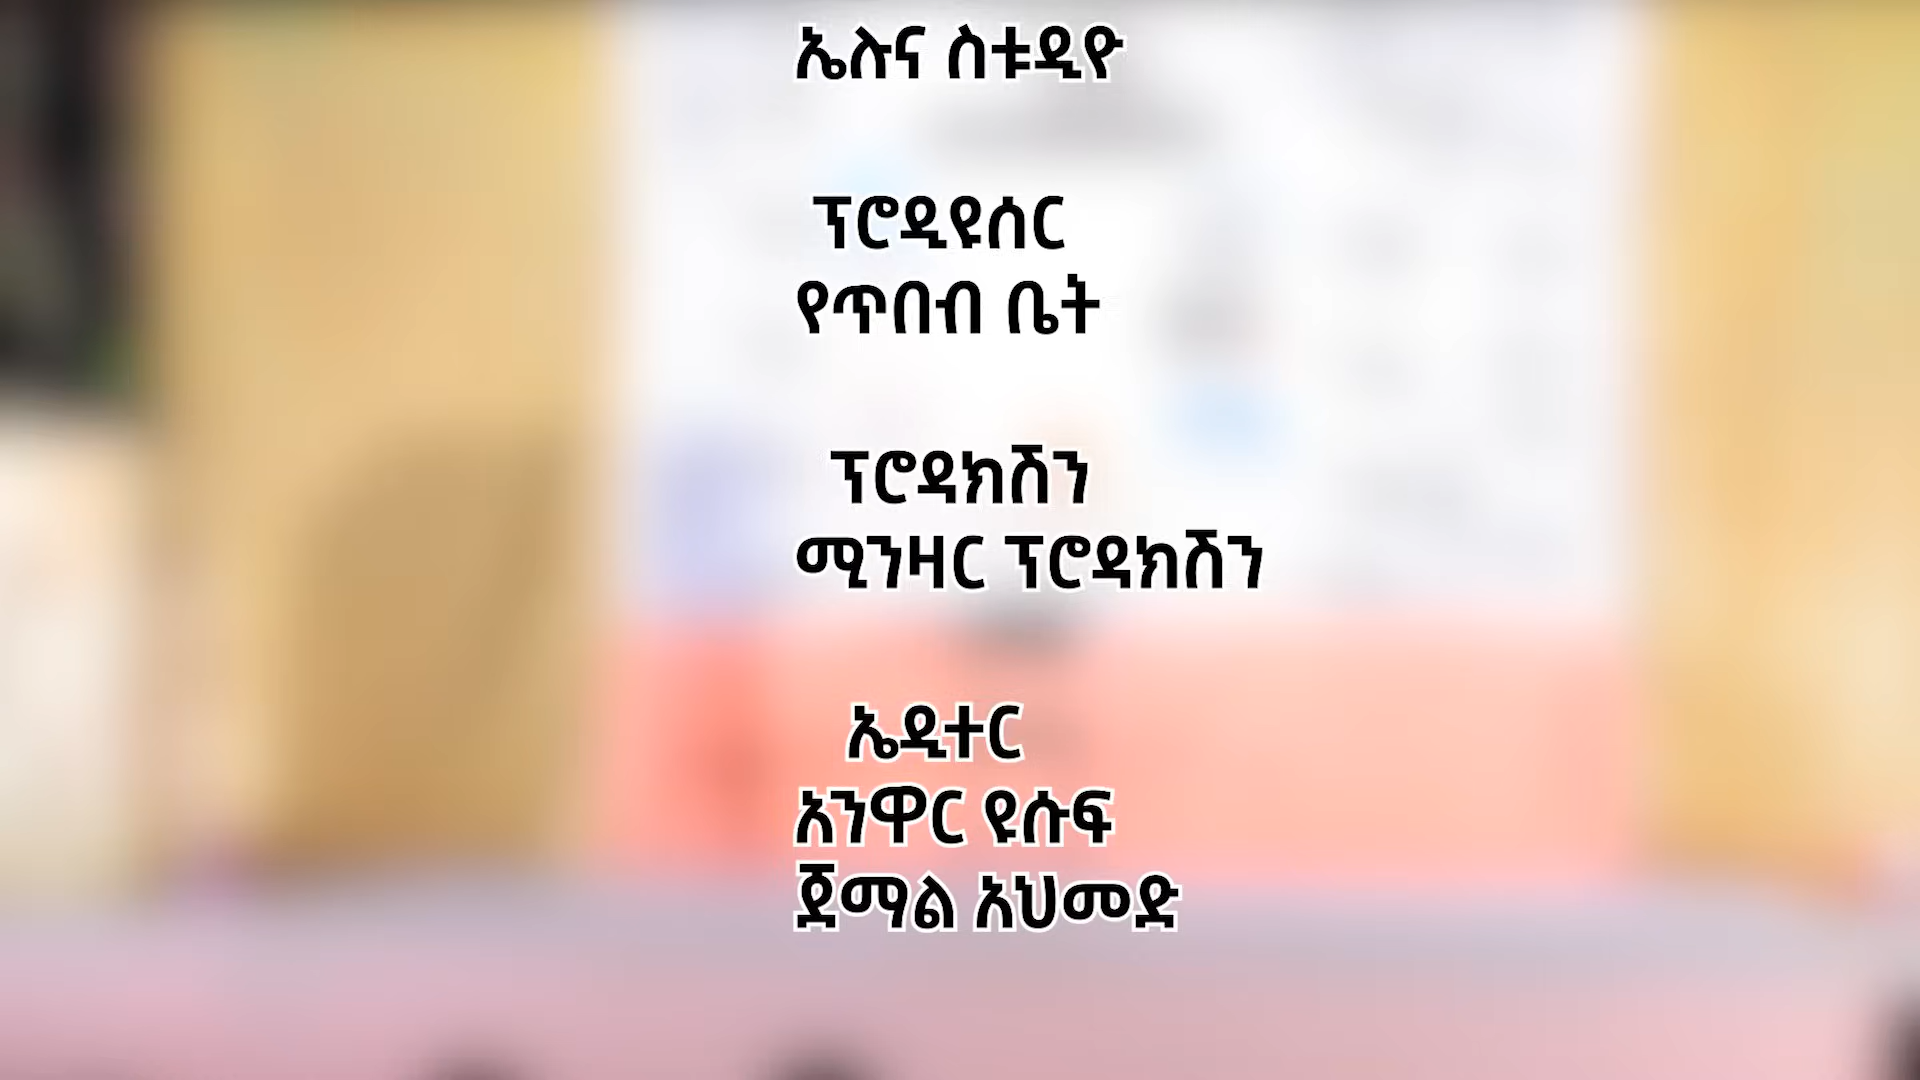 ኤሉና ስቱዲዮ
ፕሮዲዩሰር
የጥበብ ቤት
ፕሮዳክሽን
ሚንዛር ፕሮዳክሽን
ኤዲተር
አንዋር ዩሱፍ
ጀማል አህመድ